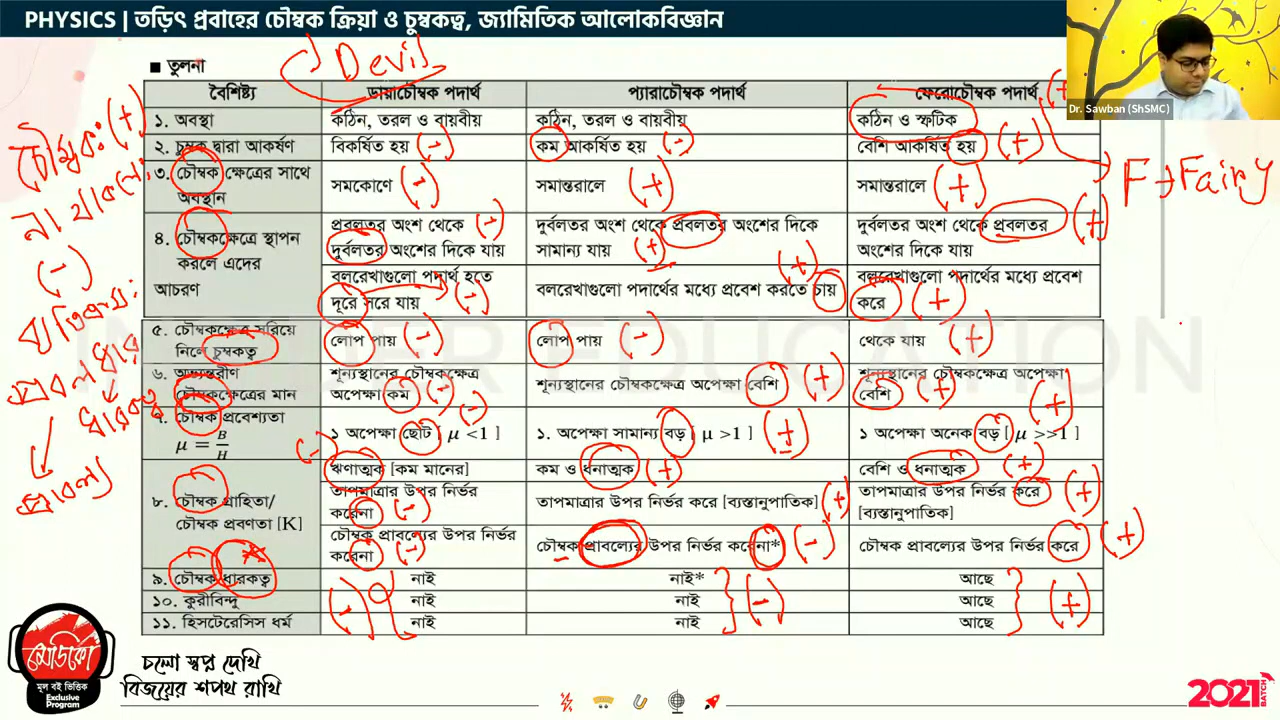 PHYSICS | তড়িৎ প্রবাহের চৌম্বক ক্রিয়া ও চুম্বকত্ব, জ্যামিতিক আলোকবিজ্ঞান
Dr. Sawban (ShSMC)
■ তুলনা
Devil
বৈশিষ্ট্য ডায়াচৌম্বক পদার্থ প্যারাচৌম্বক পদার্থ ফেরোচৌম্বক পদার্থ (+)
১. অবস্থা কঠিন, তরল ও বায়বীয় কঠিন, তরল ও বায়বীয় কঠিন ও স্ফটিক
২. চুম্বক দ্বারা আকর্ষণ বিকর্ষিত হয় (-) কম আকর্ষিত হয় (-) বেশি আকর্ষিত হয় (+)
৩. চৌম্বক ক্ষেত্রের সাথে অবস্থান সমকোণে (-) সমান্তরালে (+) সমান্তরালে (+)
F → Fairy
৪. চৌম্বকক্ষেত্রে স্থাপন করলে এদের আচরণ
প্রবলতর অংশ থেকে দুর্বলতর অংশের দিকে যায় (-)
দুর্বলতর অংশ থেকে প্রবলতর অংশের দিকে সামান্য যায় (+)
দুর্বলতর অংশ থেকে প্রবলতর অংশের দিকে যায় (+)
বলরেখাগুলো পদার্থ হতে দূরে সরে যায় (-)
বলরেখাগুলো পদার্থের মধ্যে প্রবেশ করতে চায় (+)
বলরেখাগুলো পদার্থের মধ্যে প্রবেশ করে (+)
৫. চৌম্বকক্ষেত্র সরিয়ে নিলে চুম্বকত্ব লোপ পায় (-) লোপ পায় (-) থেকে যায় (+)
৬. অভ্যন্তরীণ চৌম্বকক্ষেত্রের মান
শূন্যস্থানের চৌম্বকক্ষেত্র অপেক্ষা কম (-)
শূন্যস্থানের চৌম্বকক্ষেত্র অপেক্ষা বেশি (+)
শূন্যস্থানের চৌম্বকক্ষেত্র অপেক্ষা বেশি (+)
৭. চৌম্বক প্রবেশ্যতা μ = B/H
১ অপেক্ষা ছোট [ μ <1 ] (-)
১. অপেক্ষা সামান্য বড় [ μ >1 ] (+)
১ অপেক্ষা অনেক বড় [ μ >>1 ] (+)
৮. চৌম্বক গ্রাহিতা/ চৌম্বক প্রবণতা [K]
(-) ঋণাত্মক [কম মানের] কম ও ধনাত্মক (+) বেশি ও ধনাত্মক (+)
তাপমাত্রার উপর নির্ভর করেনা (-)
তাপমাত্রার উপর নির্ভর করে [ব্যস্তানুপাতিক] (+)
তাপমাত্রার উপর নির্ভর করে [ব্যস্তানুপাতিক] (+)
চৌম্বক প্রাবল্যের উপর নির্ভর করেনা (-)
চৌম্বক প্রাবল্যের উপর নির্ভর করেনা* (-)
চৌম্বক প্রাবল্যের উপর নির্ভর করে (+)
৯. চৌম্বক ধারকত্ব নাই নাই* আছে
১০. কুরীবিন্দু (-) নাই নাই (-) আছে (+)
১১. হিসটেরেসিস ধর্ম নাই নাই আছে
চৌম্বক: (+)
না থাকলে:
(-)
ব্যতিক্রম:
প্রবল ধার
ধারকত্ব
প্রাবল্য
মেডিকো
মূল বই ভিত্তিক
Exclusive
Program
চলো স্বপ্ন দেখি
বিজয়ের শপথ রাখি
2021 BATCH